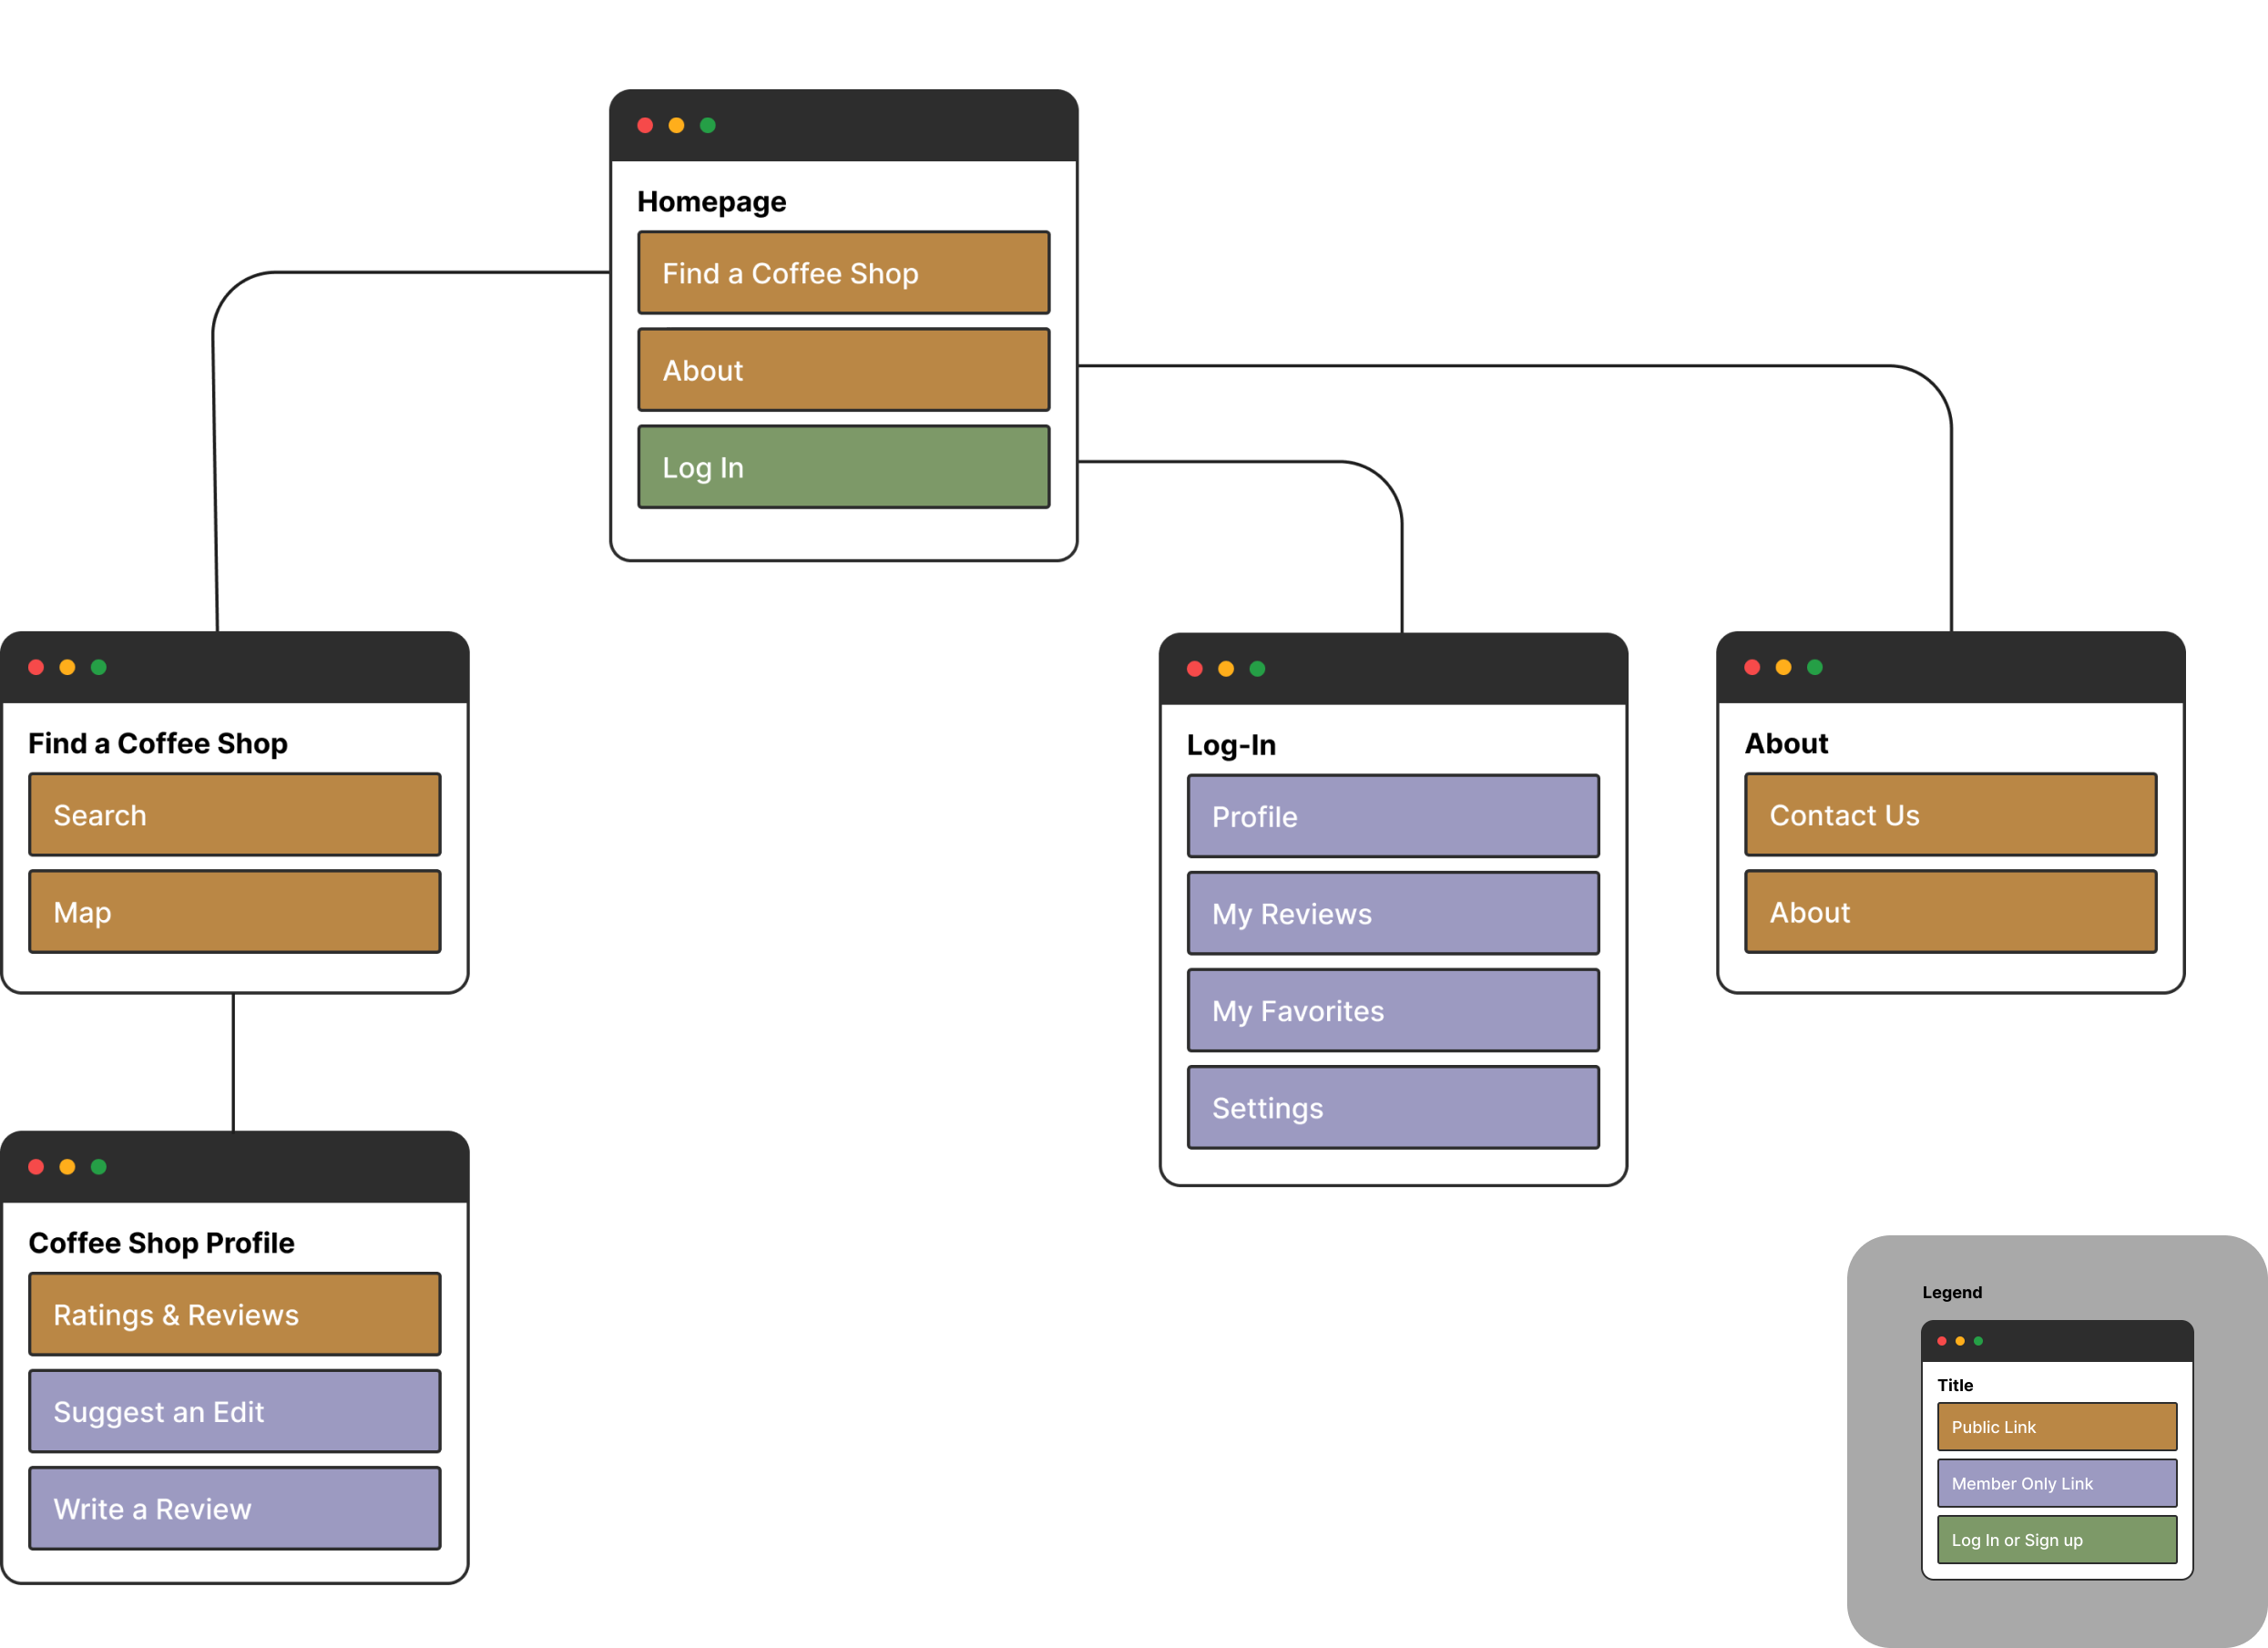 Homepage
Find a Coffee Shop
About
Log In
Find a Coffee Shop
Search
Map
Log-In
Profile
My Reviews
My Favorites
Settings
About
Contact Us
About
Coffee Shop Profile
Ratings & Reviews
Suggest an Edit
Write a Review
Legend
Title
Public Link
Member Only Link
Log In or Sign up